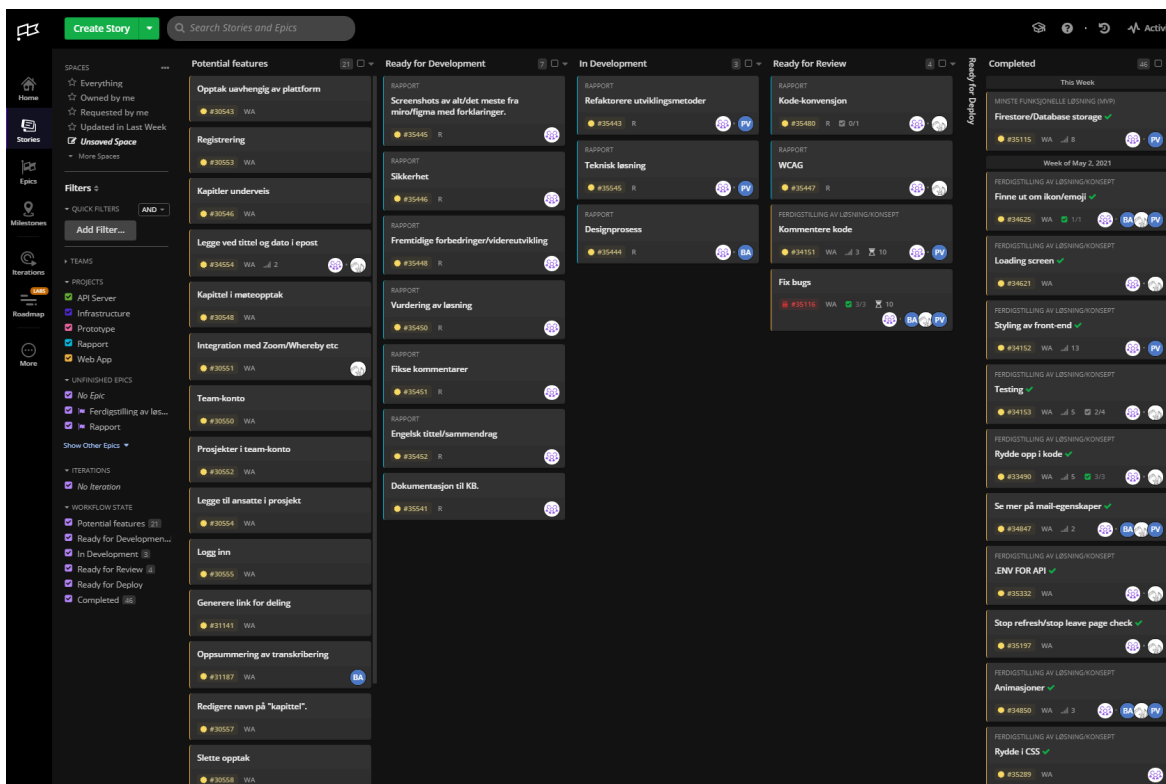 Create Story
Search Stories and Epics
Activi
Home
Stories
Epics
Milestones
Iterations
LABS
Roadmap
More
SPACES
Everything
Owned by me
Requested by me
Updated in Last Week
Unsaved Space
More Spaces
Filters
QUICK FILTERS AND
Add Filter...
TEAMS
PROJECTS
API Server
Infrastructure
Prototype
Rapport
Web App
UNFINISHED EPICS
No Epic
Ferdigstilling av løs...
Rapport
Show Other Epics
ITERATIONS
No Iteration
WORKFLOW STATE
Potential features 21
Ready for Developmen...
In Development 3
Ready for Review 4
Ready for Deploy
Completed 46
Potential features 21
Opptak uavhengig av plattform
#30543 WA
Registrering
#30553 WA
Kapitler underveis
#30546 WA
Legge ved tittel og dato i epost
#34554 WA 2
Kapittel i møteopptak
#30548 WA
Integration med Zoom/Whereby etc
#30551 WA
Team-konto
#30550 WA
Prosjekter i team-konto
#30552 WA
Legge til ansatte i prosjekt
#30554 WA
Logg inn
#30555 WA
Generere link for deling
#31141 WA
Oppsummering av transkribering
#31187 WA BA
Redigere navn på "kapittel".
#30557 WA
Slette opptak
#30558 WA
Ready for Development 7
RAPPORT
Screenshots av alt/det meste fra
miro/figma med forklaringer.
#35445 R
RAPPORT
Sikkerhet
#35446 R
RAPPORT
Fremtidige forbedringer/videreutvikling
#35448 R
RAPPORT
Vurdering av løsning
#35450 R
RAPPORT
Fikse kommentarer
#35451 R
RAPPORT
Engelsk tittel/sammendrag
#35452 R
Dokumentasjon til KB.
#35541 R
In Development 3
RAPPORT
Refaktorere utviklingsmetoder
#35443 R PV
RAPPORT
Teknisk løsning
#35545 R PV
RAPPORT
Designprosess
#35444 R BA
Ready for Review 4
RAPPORT
Kode-konvensjon
#35480 R 0/1
RAPPORT
WCAG
#35447 R
FERDIGSTILLING AV LØSNING/KONSEPT
Kommentere kode
#34151 WA 3 10 PV
Fix bugs
#35116 WA 3/3 10
BA PV
Ready for Deploy
Completed 46
This Week
MINSTE FUNKSJONELLE LØSNING (MVP)
Firestore/Database storage
#35115 WA 8 PV
Week of May 2, 2021
FERDIGSTILLING AV LØSNING/KONSEPT
Finne ut om ikon/emoji
#34625 WA 1/1 BA PV
FERDIGSTILLING AV LØSNING/KONSEPT
Loading screen
#34621 WA
FERDIGSTILLING AV LØSNING/KONSEPT
Styling av front-end
#34152 WA 13 PV
FERDIGSTILLING AV LØSNING/KONSEPT
Testing
#34153 WA 5 2/4
FERDIGSTILLING AV LØSNING/KONSEPT
Rydde opp i kode
#33490 WA 5 3/3
Se mer på mail-egenskaper
#34847 WA 2 BA PV
FERDIGSTILLING AV LØSNING/KONSEPT
.ENV FOR API
#35332 WA
Stop refresh/stop leave page check
#35197 WA
FERDIGSTILLING AV LØSNING/KONSEPT
Animasjoner
#34850 WA 3 BA PV
FERDIGSTILLING AV LØSNING/KONSEPT
Rydde i CSS
#35289 WA